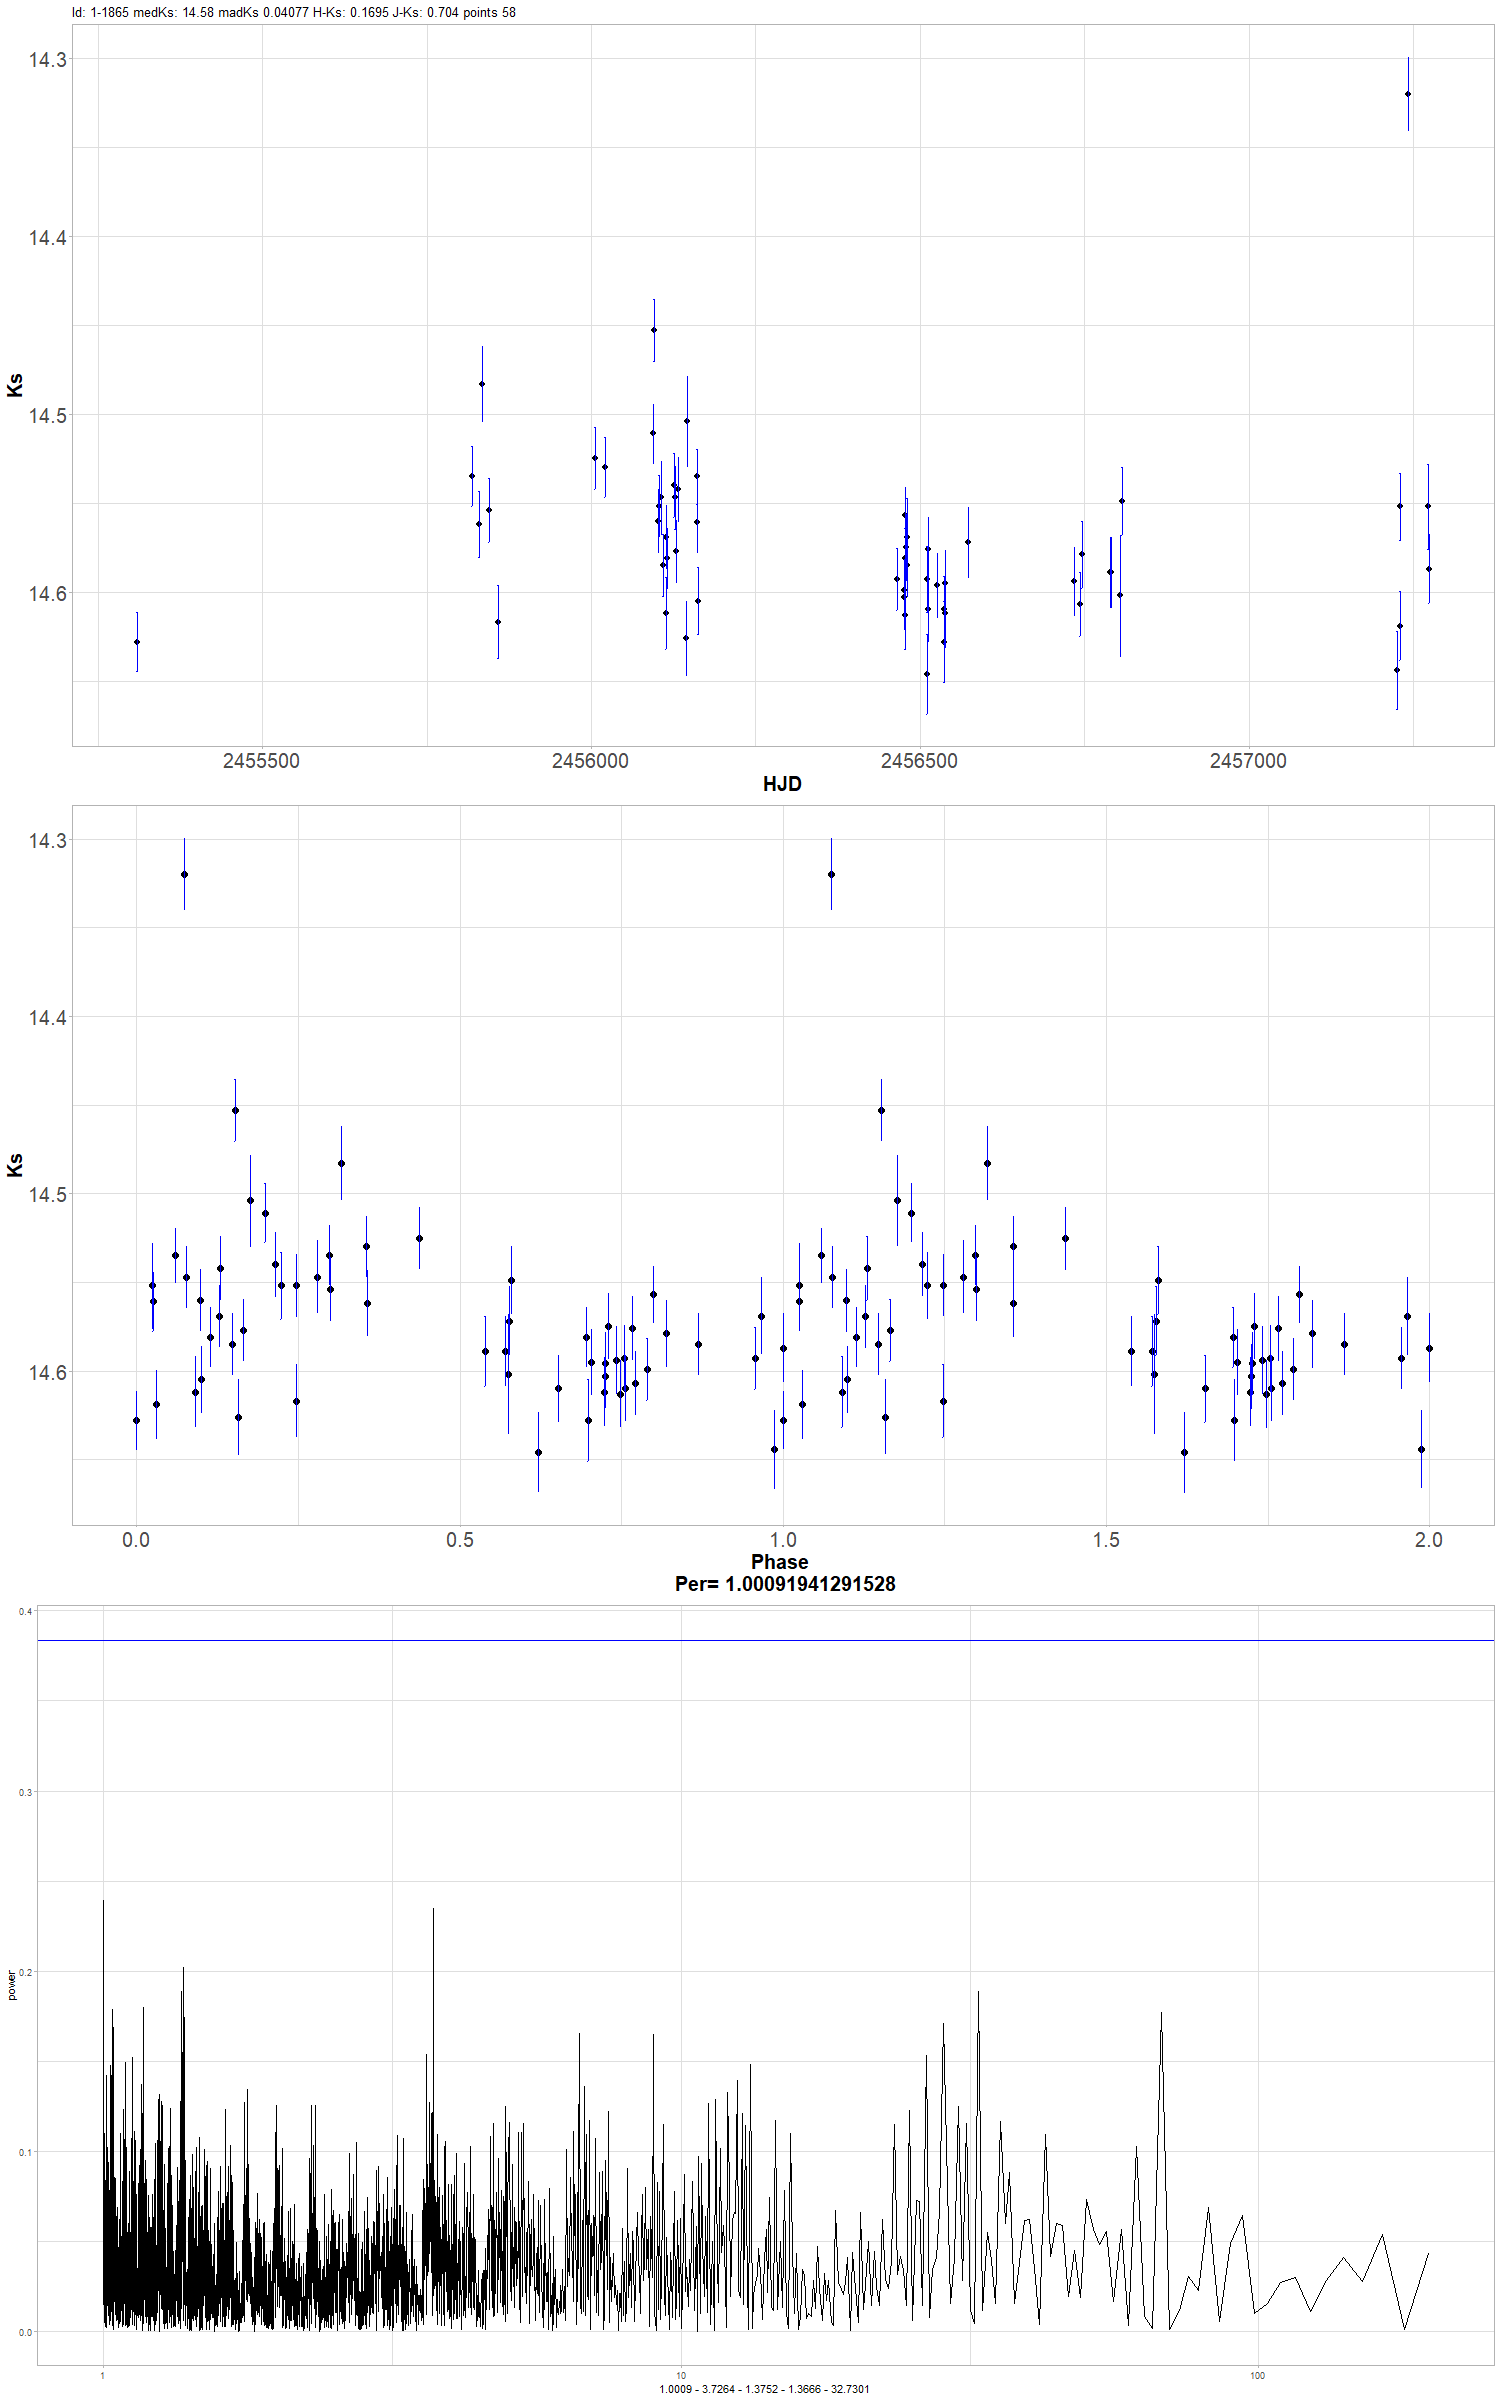 Id: 1-1865 medKs: 14.58 madKs 0.04077 H-Ks: 0.1695 J-Ks: 0.704 points 58
14.3
14.4
14.5
14.6
Ks
2455500 2456000 2456500 2457000
HJD
14.3
14.4
14.5
14.6
Ks
0.0 0.5 1.0 1.5 2.0
Phase
Per= 1.00091941291528
0.4
0.3
0.2
0.1
0.0
power
1 10 100
1.0009 - 3.7264 - 1.3752 - 1.3666 - 32.7301